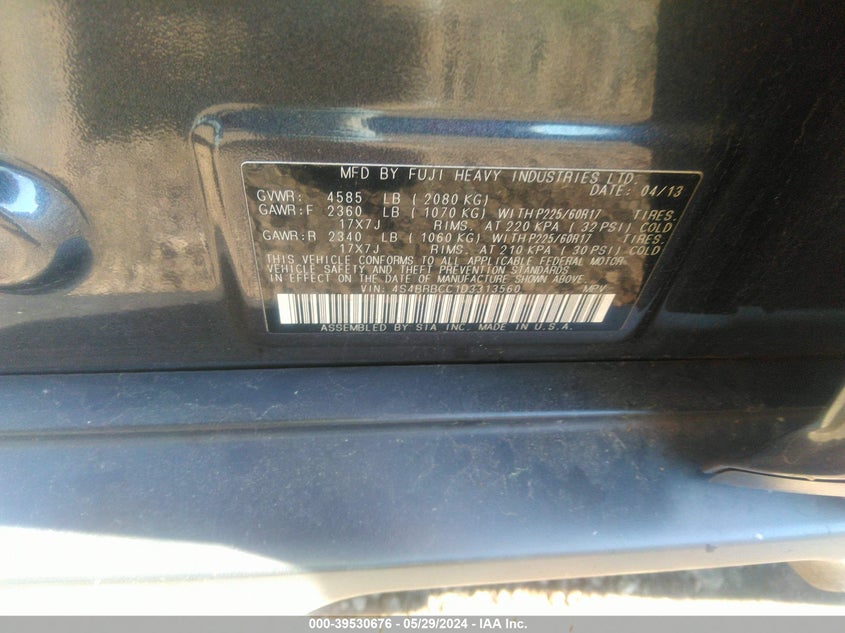 MFD BY FUJI HEAVY INDUSTRIES LTD.
DATE: 04/13
GVWR: 4585 LB ( 2080 KG)
GAWR:F 2360 LB ( 1070 KG) WITH P225/60R17 TIRES.
17X7J RIMS. AT 220 KPA ( 32 PSI) COLD
GAWR:R 2340 LB ( 1060 KG) WITH P225/60R17 TIRES.
17X7J RIMS. AT 210 KPA ( 30 PSI) COLD
THIS VEHICLE CONFORMS TO ALL APPLICABLE FEDERAL MOTOR
VEHICLE SAFETY AND THEFT PREVENTION STANDARDS
IN EFFECT ON THE DATE OF MANUFACTURE SHOWN ABOVE.
VIN: 4S4BRBCC1D3313560 MPV
ASSEMBLED BY SIA INC. MADE IN U.S.A.
000-39530676 - 05/29/2024 - IAA Inc.